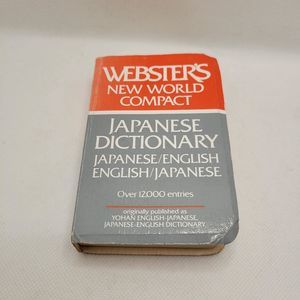 WEBSTER'S
NEW WORLD
COMPACT
JAPANESE
DICTIONARY
JAPANESE/ENGLISH
ENGLISH/JAPANESE
Over 12,000 entries
originally published as
YOHAN ENGLISH-JAPANESE,
JAPANESE-ENGLISH DICTIONARY